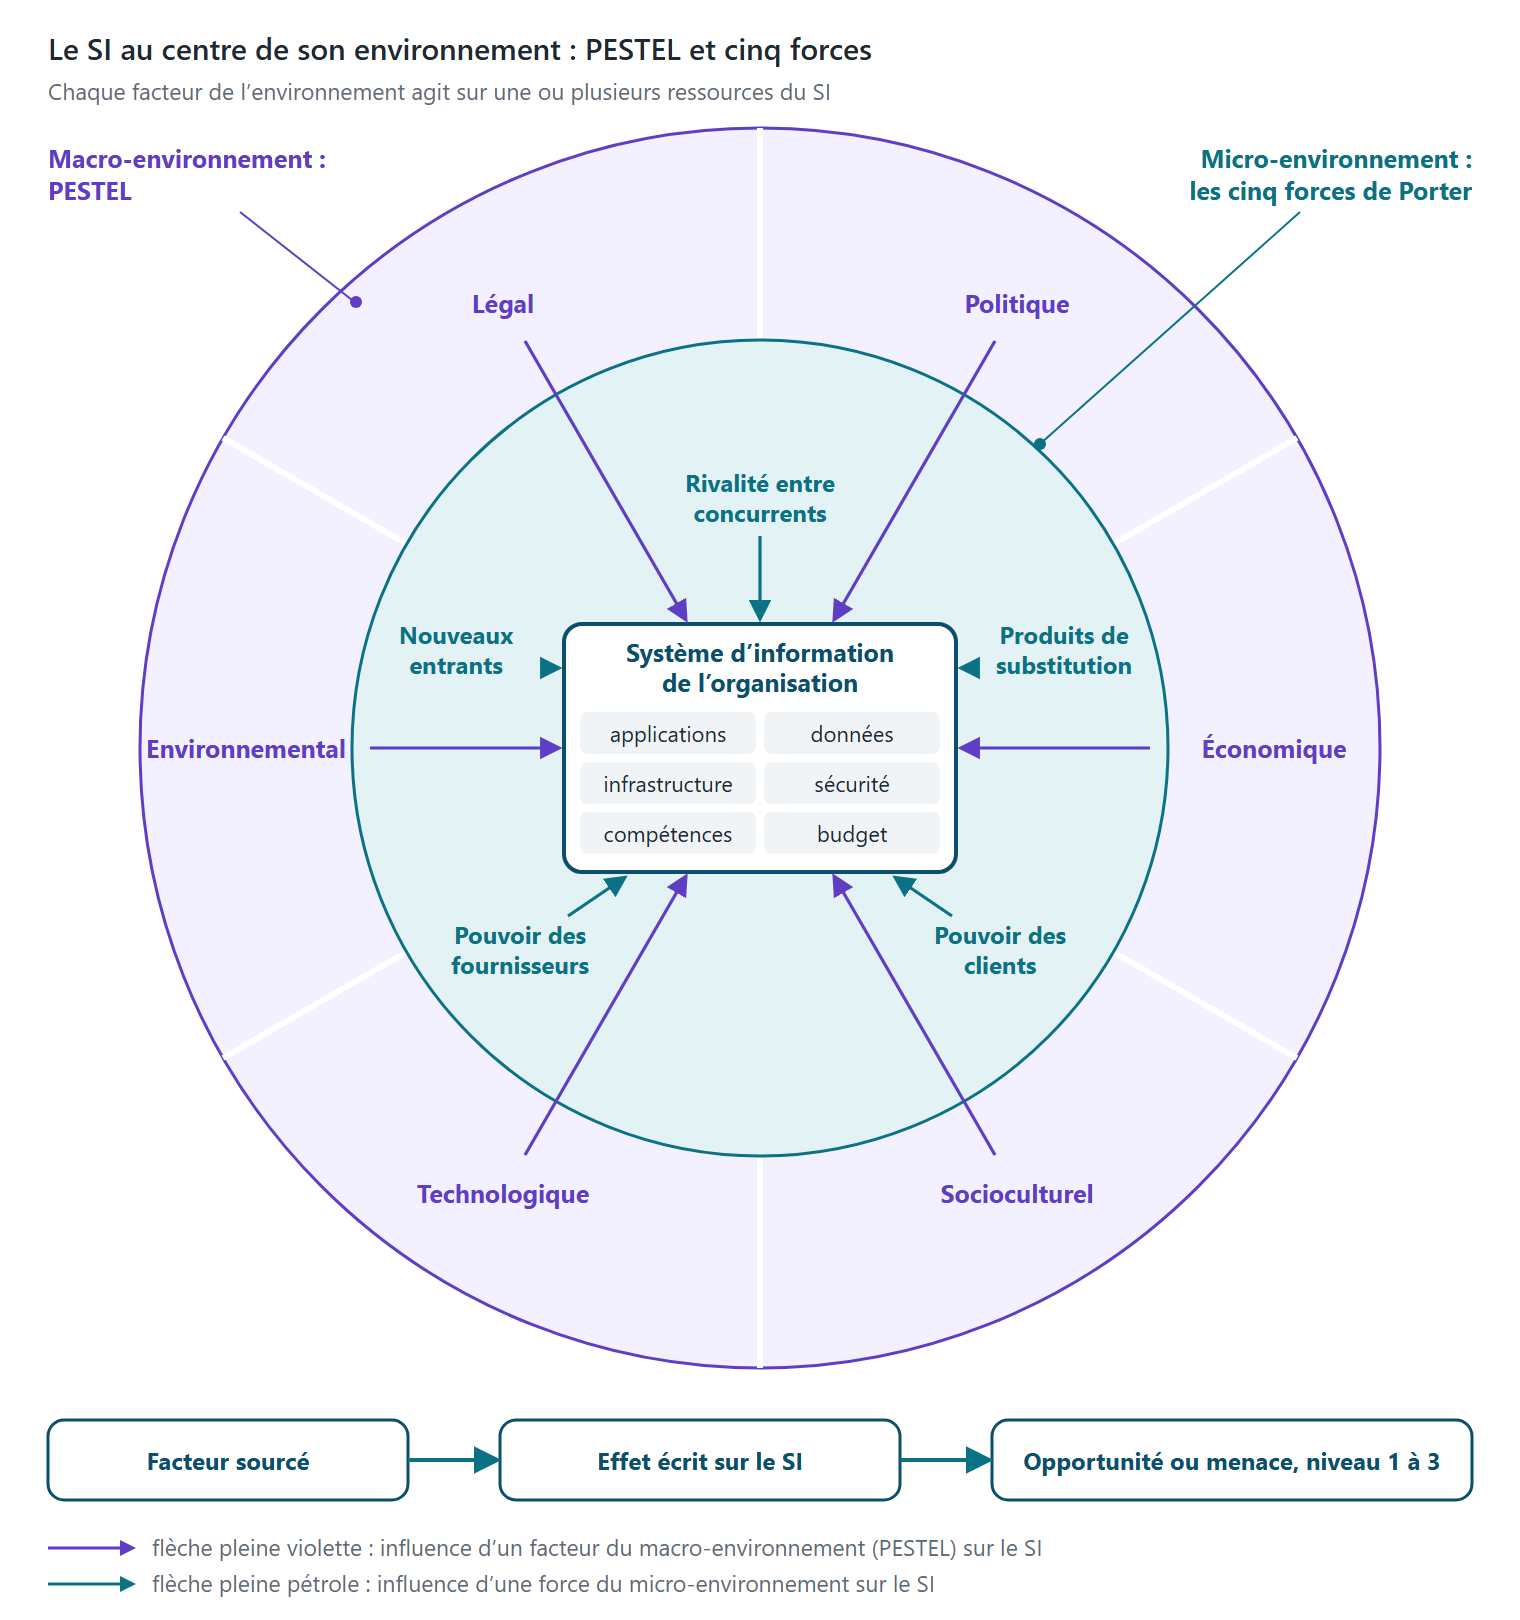 Le SI au centre de son environnement : PESTEL et cinq forces
Chaque facteur de l’environnement agit sur une ou plusieurs ressources du SI
Macro-environnement :
PESTEL
Micro-environnement :
les cinq forces de Porter
Légal
Politique
Rivalité entre
concurrents
Nouveaux
entrants
Produits de
substitution
Système d’information
de l’organisation
applications
données
infrastructure
sécurité
compétences
budget
Environnemental
Économique
Pouvoir des
fournisseurs
Pouvoir des
clients
Technologique
Socioculturel
Facteur sourcé
Effet écrit sur le SI
Opportunité ou menace, niveau 1 à 3
flèche pleine violette : influence d’un facteur du macro-environnement (PESTEL) sur le SI
flèche pleine pétrole : influence d’une force du micro-environnement sur le SI